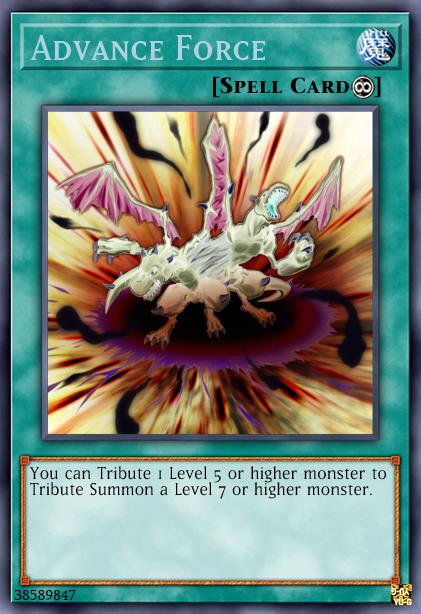 ADVANCE FORCE
魔
[SPELL CARD∞]
You can Tribute 1 Level 5 or higher monster to
Tribute Summon a Level 7 or higher monster.
38589847